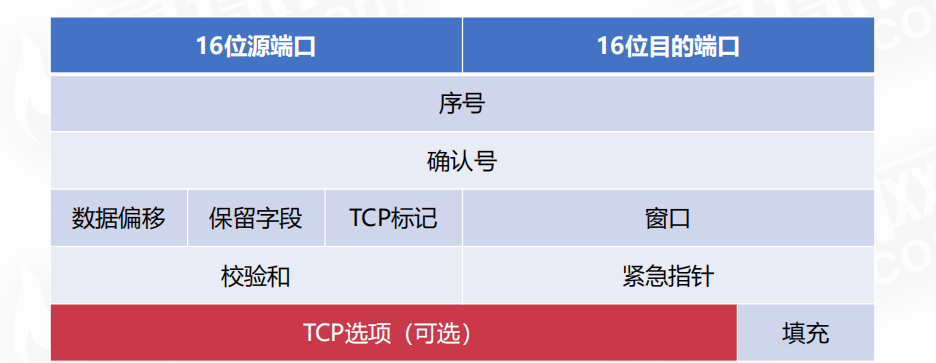 16位源端口 16位目的端口
序号
确认号
数据偏移 保留字段 TCP标记 窗口
校验和 紧急指针
TCP选项（可选） 填充